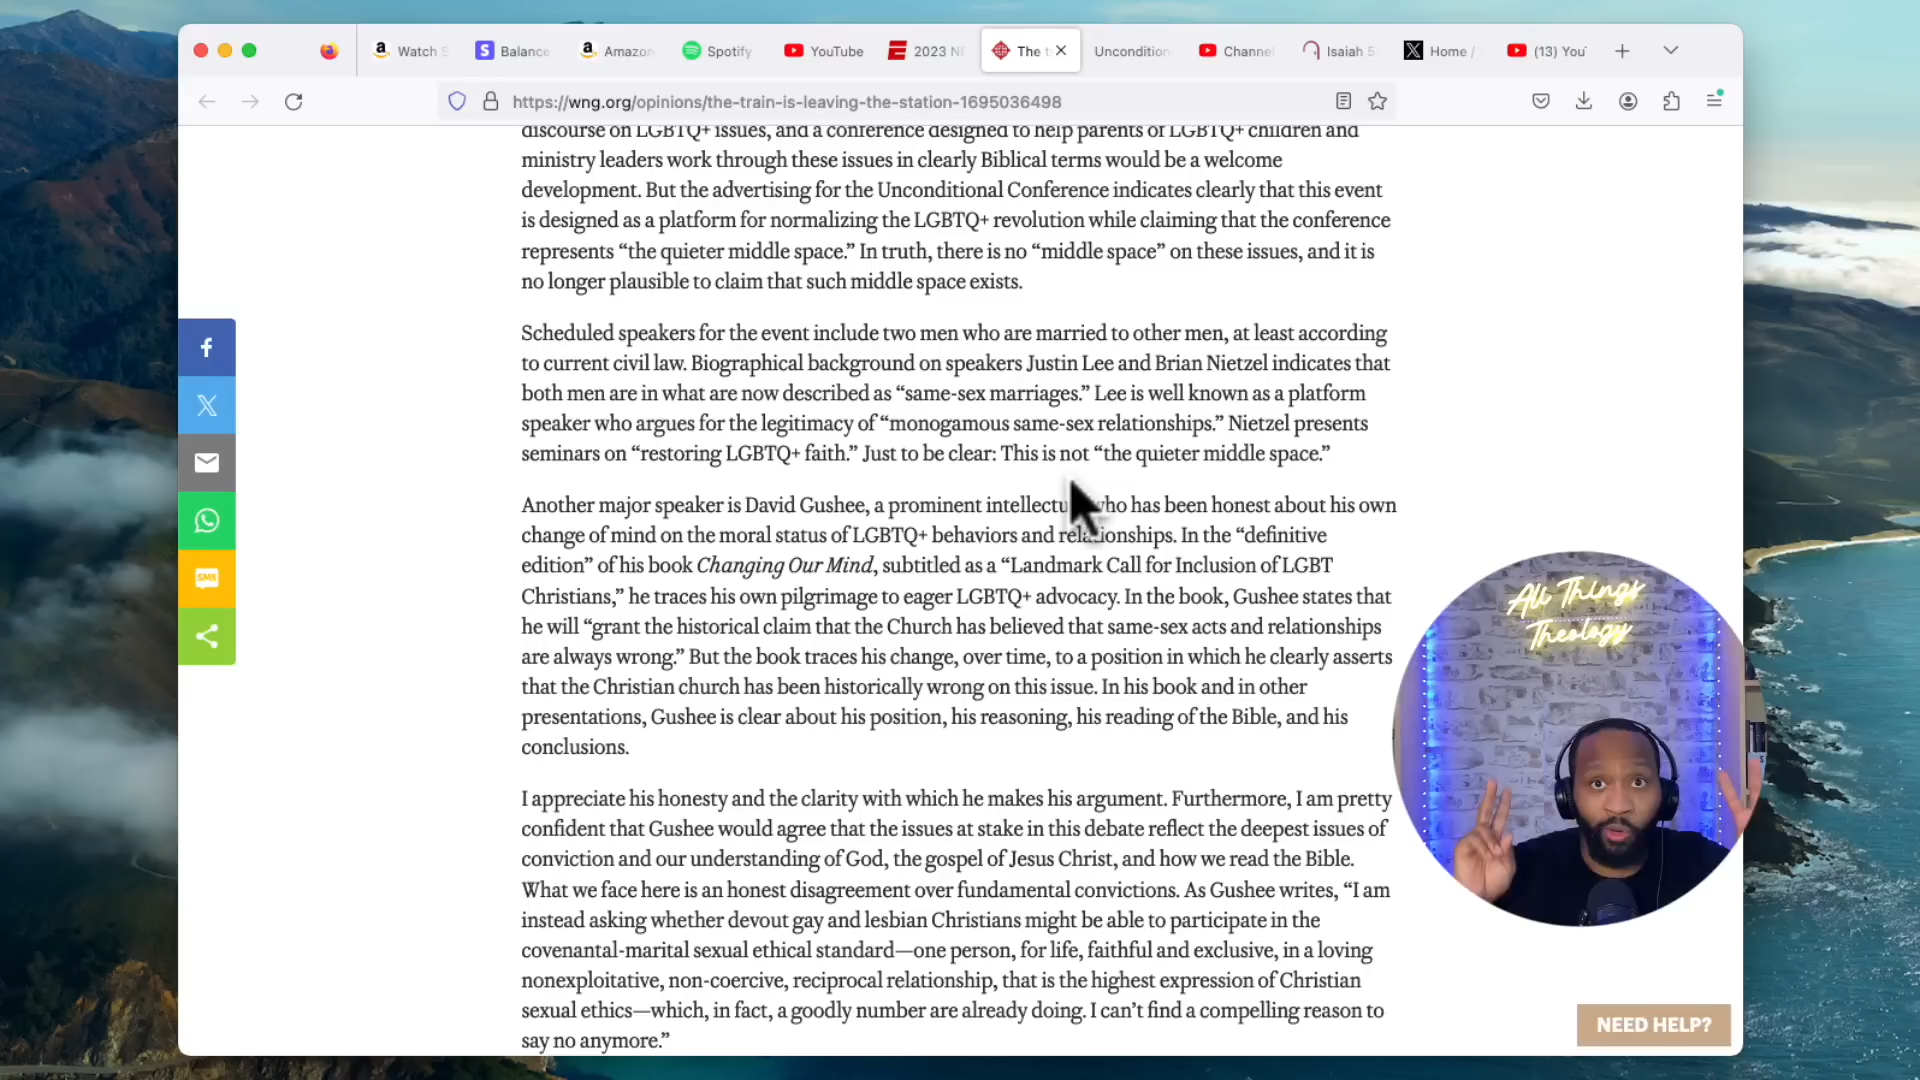 Watch S
Balance
Amazon
Spotify
YouTube
2023 NF
The t
Uncondition
Channel
Isaiah 5
Home /
(13) You
https://wng.org/opinions/the-train-is-leaving-the-station-1695036498
discourse on LGBTQ+ issues, and a conference designed to help parents of LGBTQ+ children and
ministry leaders work through these issues in clearly Biblical terms would be a welcome
development. But the advertising for the Unconditional Conference indicates clearly that this event
is designed as a platform for normalizing the LGBTQ+ revolution while claiming that the conference
represents “the quieter middle space.” In truth, there is no “middle space” on these issues, and it is
no longer plausible to claim that such middle space exists.
Scheduled speakers for the event include two men who are married to other men, at least according
to current civil law. Biographical background on speakers Justin Lee and Brian Nietzel indicates that
both men are in what are now described as “same-sex marriages.” Lee is well known as a platform
speaker who argues for the legitimacy of “monogamous same-sex relationships.” Nietzel presents
seminars on “restoring LGBTQ+ faith.” Just to be clear: This is not “the quieter middle space.”
Another major speaker is David Gushee, a prominent intellectu who has been honest about his own
change of mind on the moral status of LGBTQ+ behaviors and relationships. In the “definitive
edition” of his book Changing Our Mind, subtitled as a “Landmark Call for Inclusion of LGBT
Christians,” he traces his own pilgrimage to eager LGBTQ+ advocacy. In the book, Gushee states that
he will “grant the historical claim that the Church has believed that same-sex acts and relationships
are always wrong.” But the book traces his change, over time, to a position in which he clearly asserts
that the Christian church has been historically wrong on this issue. In his book and in other
presentations, Gushee is clear about his position, his reasoning, his reading of the Bible, and his
conclusions.
I appreciate his honesty and the clarity with which he makes his argument. Furthermore, I am pretty
confident that Gushee would agree that the issues at stake in this debate reflect the deepest issues of
conviction and our understanding of God, the gospel of Jesus Christ, and how we read the Bible.
What we face here is an honest disagreement over fundamental convictions. As Gushee writes, “I am
instead asking whether devout gay and lesbian Christians might be able to participate in the
covenantal-marital sexual ethical standard—one person, for life, faithful and exclusive, in a loving
nonexploitative, non-coercive, reciprocal relationship, that is the highest expression of Christian
sexual ethics—which, in fact, a goodly number are already doing. I can’t find a compelling reason to
say no anymore.”
SMS
All Things
Theology
NEED HELP?